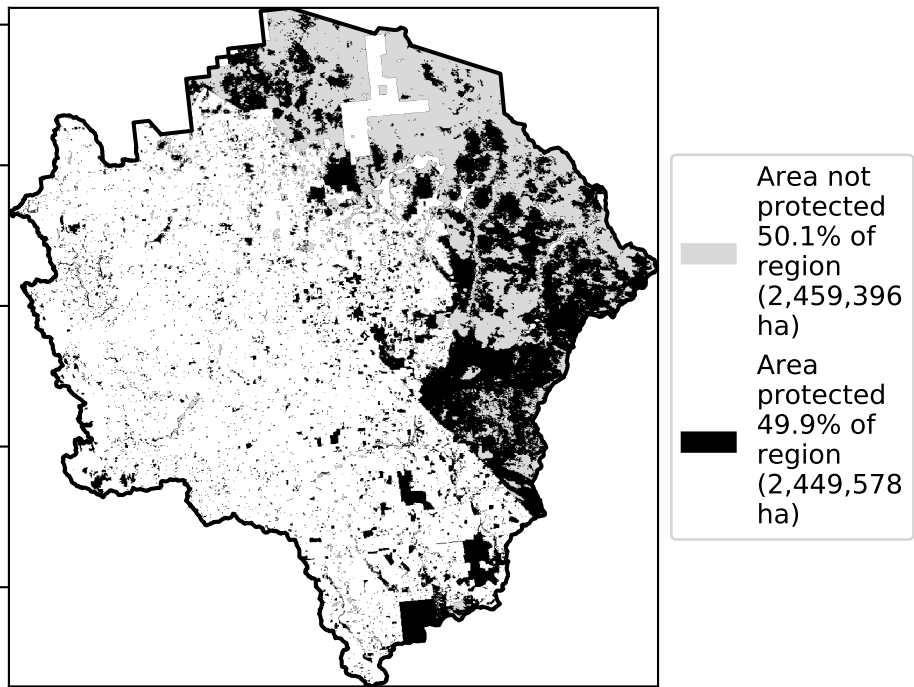 Area not
protected
50.1% of
region
(2,459,396
ha)
Area
protected
49.9% of
region
(2,449,578
ha)